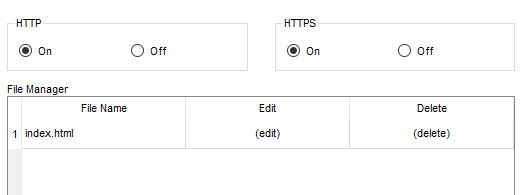 HTTP HTTPS
On Off On Off
File Manager
File Name Edit Delete
1 index.html (edit) (delete)